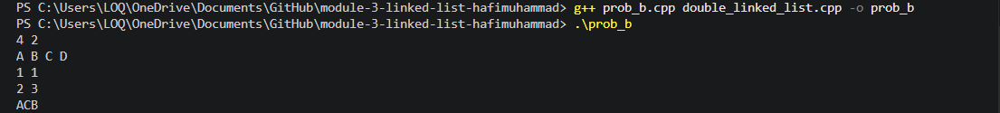 PS C:\Users\LOQ\OneDrive\Documents\GitHub\module-3-linked-list-hafimuhammad> g++ prob_b.cpp double_linked_list.cpp -o prob_b
PS C:\Users\LOQ\OneDrive\Documents\GitHub\module-3-linked-list-hafimuhammad> .\prob_b
4 2
A B C D
1 1
2 3
ACB